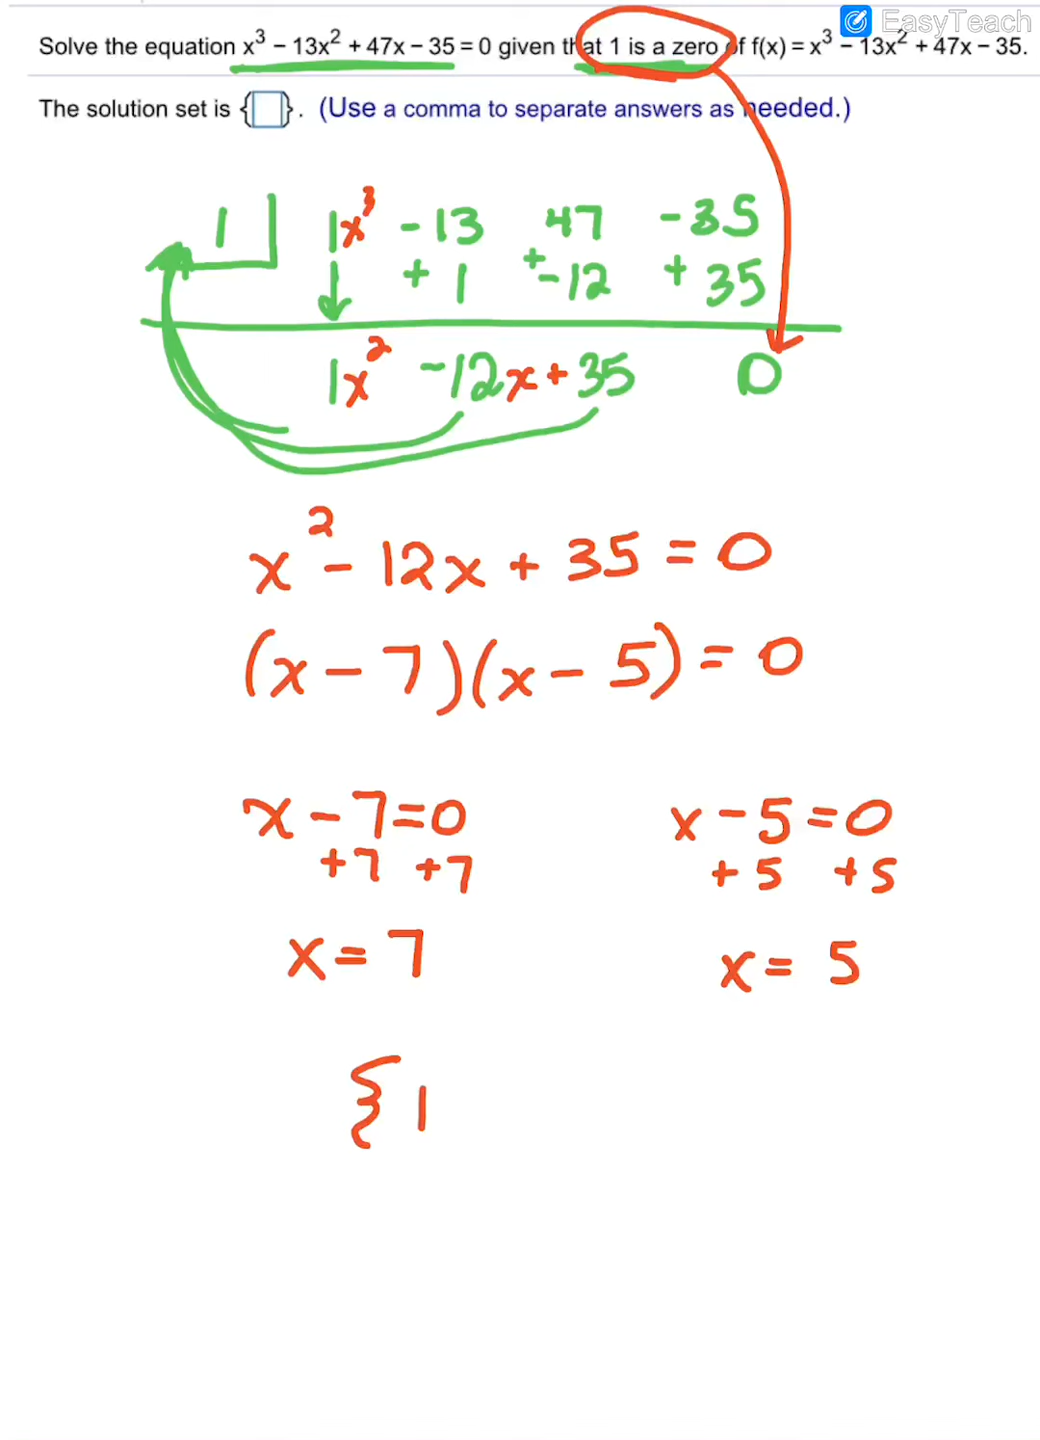 EasyTeach
Solve the equation x³ − 13x² + 47x − 35 = 0 given that 1 is a zero of f(x) = x³ − 13x² + 47x − 35.
The solution set is { }. (Use a comma to separate answers as needed.)
1 1x³ -13 47 -35
+ 1 + -12 + 35
1x² -12x + 35 0
x² - 12x + 35 = 0
(x - 7)(x - 5) = 0
x - 7 = 0 x - 5 = 0
+7 +7 +5 +5
x = 7 x = 5
{ 1